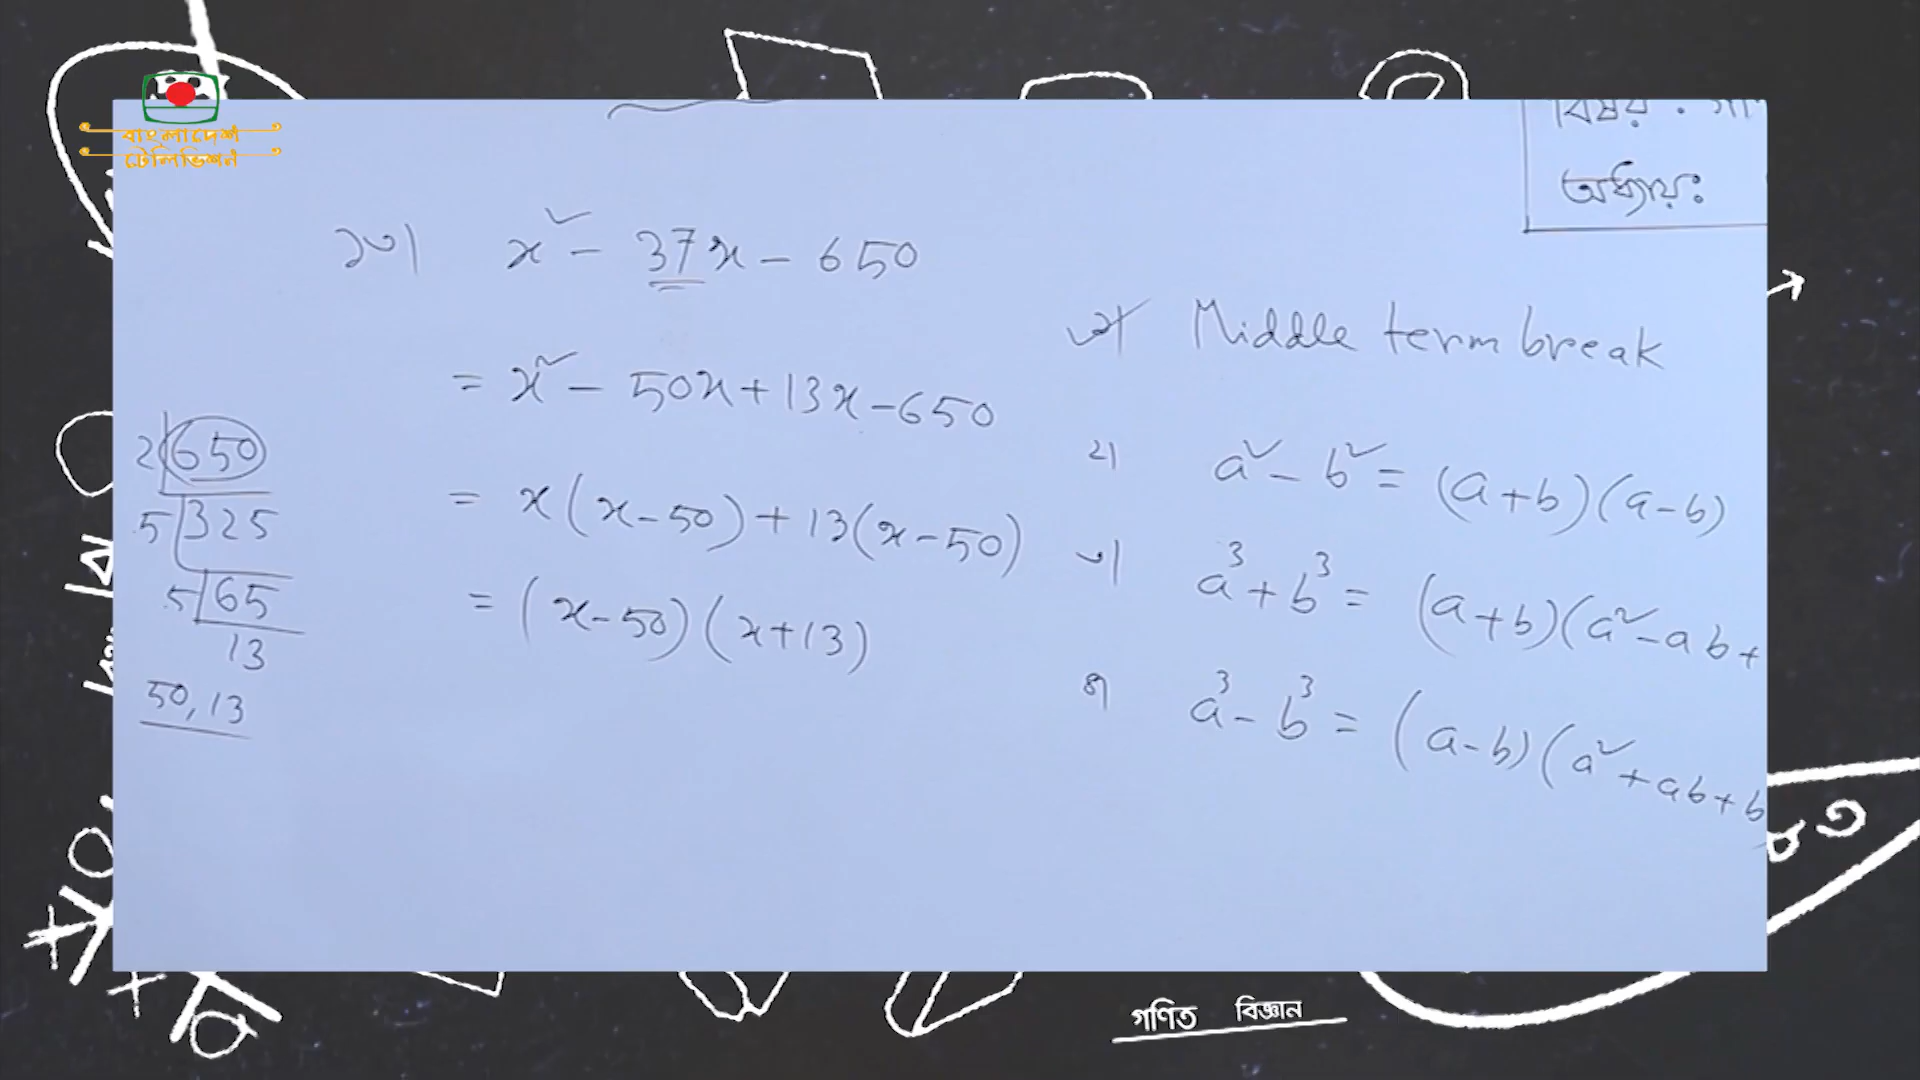 বাংলাদেশ
টেলিভিশন
বিষয় :
অধ্যায়:
১৩। x² - 37x - 650
= x² - 50x + 13x - 650
= x(x - 50) + 13(x - 50)
= (x - 50)(x + 13)
2 650
5 325
5 65
13
50, 13
Middle term break
২। a² - b² = (a + b)(a - b)
৩। a³ + b³ = (a + b)(a² - ab +
৪। a³ - b³ = (a - b)(a² + ab + b
গণিত বিজ্ঞান